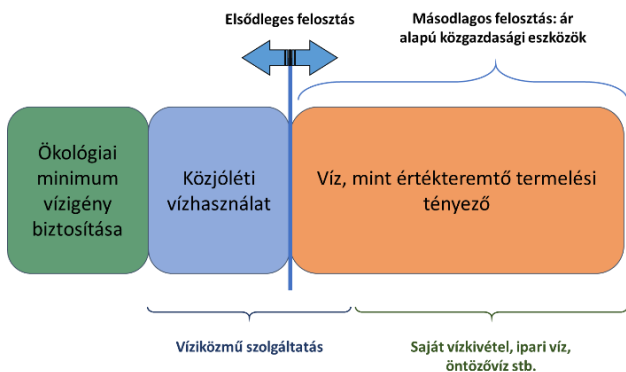 Elsődleges felosztás
Másodlagos felosztás: ár
alapú közgazdasági eszközök
Ökológiai
minimum
vízigény
biztosítása
Közjóléti
vízhasználat
Víz, mint értékteremtő termelési
tényező
Víziközmű szolgáltatás
Saját vízkivétel, ipari víz,
öntözővíz stb.